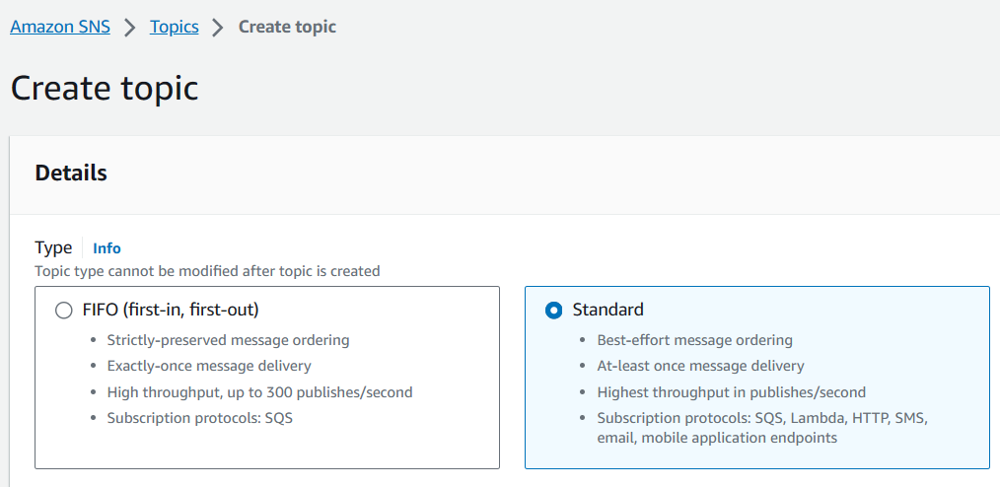 Amazon SNS > Topics > Create topic
Create topic
Details
Type Info
Topic type cannot be modified after topic is created
FIFO (first-in, first-out)
• Strictly-preserved message ordering
• Exactly-once message delivery
• High throughput, up to 300 publishes/second
• Subscription protocols: SQS
Standard
• Best-effort message ordering
• At-least once message delivery
• Highest throughput in publishes/second
• Subscription protocols: SQS, Lambda, HTTP, SMS,
email, mobile application endpoints